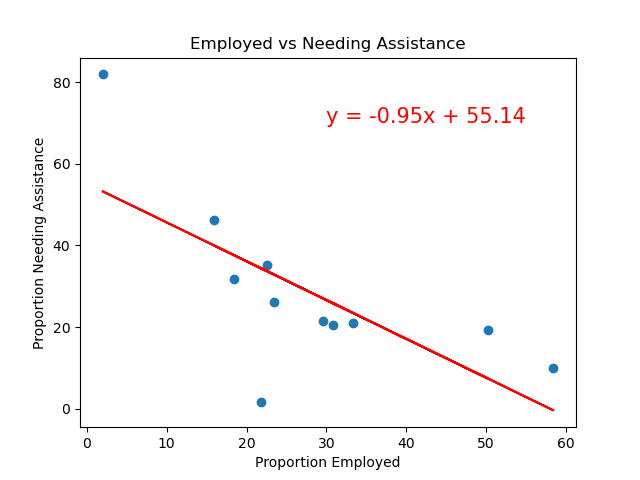 Employed vs Needing Assistance
y = -0.95x + 55.14
Proportion Needing Assistance
80
60
40
20
0
0 10 20 30 40 50 60
Proportion Employed